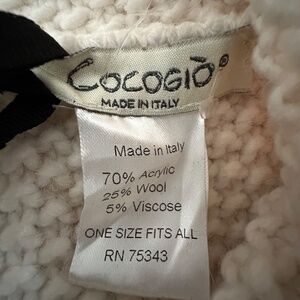 COCOGIÒ®
MADE IN ITALY
Made in Italy
70% Acrylic
25% Wool
5% Viscose
ONE SIZE FITS ALL
RN 75343